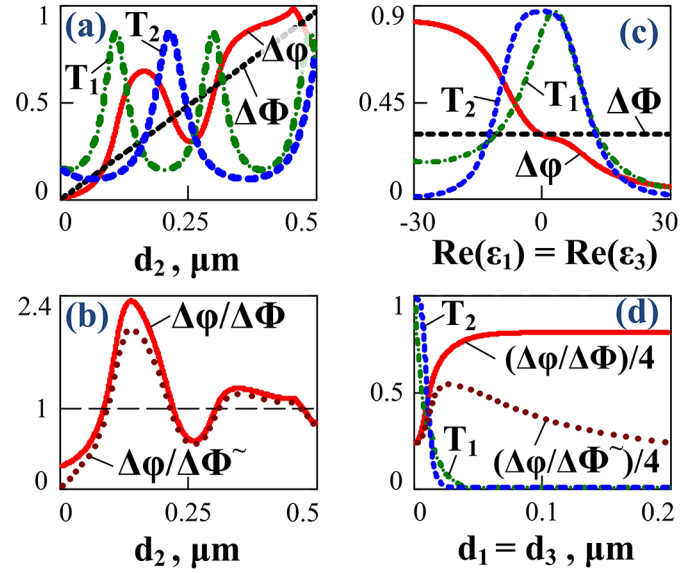 1
(a)
T₂
Δφ
T₁
0.5
ΔΦ
0
0
0.25
0.5
d₂ , μm
0.9
(c)
T₂
T₁
0.45
ΔΦ
Δφ
0
-30
0
30
Re(ε₁) = Re(ε₃)
2.4
(b)
Δφ/ΔΦ
1
Δφ/ΔΦ~
0
0
0.25
0.5
d₂ , μm
1
T₂
(d)
(Δφ/ΔΦ)/4
0.5
T₁
(Δφ/ΔΦ~)/4
0
0
0.1
0.2
d₁ = d₃ , μm